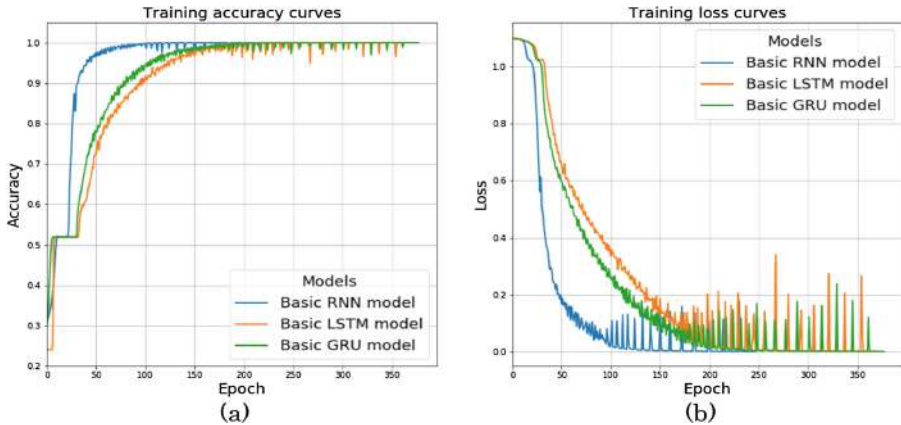 Training accuracy curves
1.0
0.9
0.8
0.7
0.6
0.5
0.4
0.3
0.2
Accuracy
Models
Basic RNN model
Basic LSTM model
Basic GRU model
0 50 100 150 200 250 300 350
Epoch
(a)
Training loss curves
1.0
0.8
0.6
0.4
0.2
0.0
Loss
Models
Basic RNN model
Basic LSTM model
Basic GRU model
0 50 100 150 200 250 300 350
Epoch
(b)